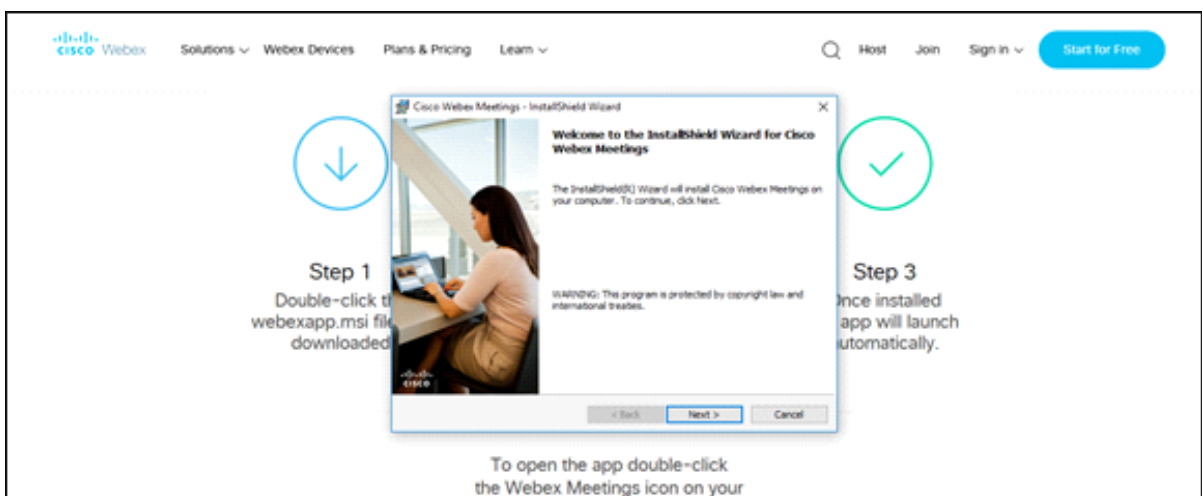 CISCO Webex
Solutions
Webex Devices
Plans & Pricing
Learn
Host
Join
Sign in
Start for Free
Cisco Webex Meetings - InstallShield Wizard
Welcome to the InstallShield Wizard for Cisco
Webex Meetings
The InstallShield(R) Wizard will install Cisco Webex Meetings on
your computer. To continue, click Next.
WARNING: This program is protected by copyright law and
international treaties.
CISCO
< Back
Next >
Cancel
Step 1
Double-click
webexapp.msi
downloaded
Step 3
installed
app will launch
To open the app double-click
the Webex Meetings icon on your